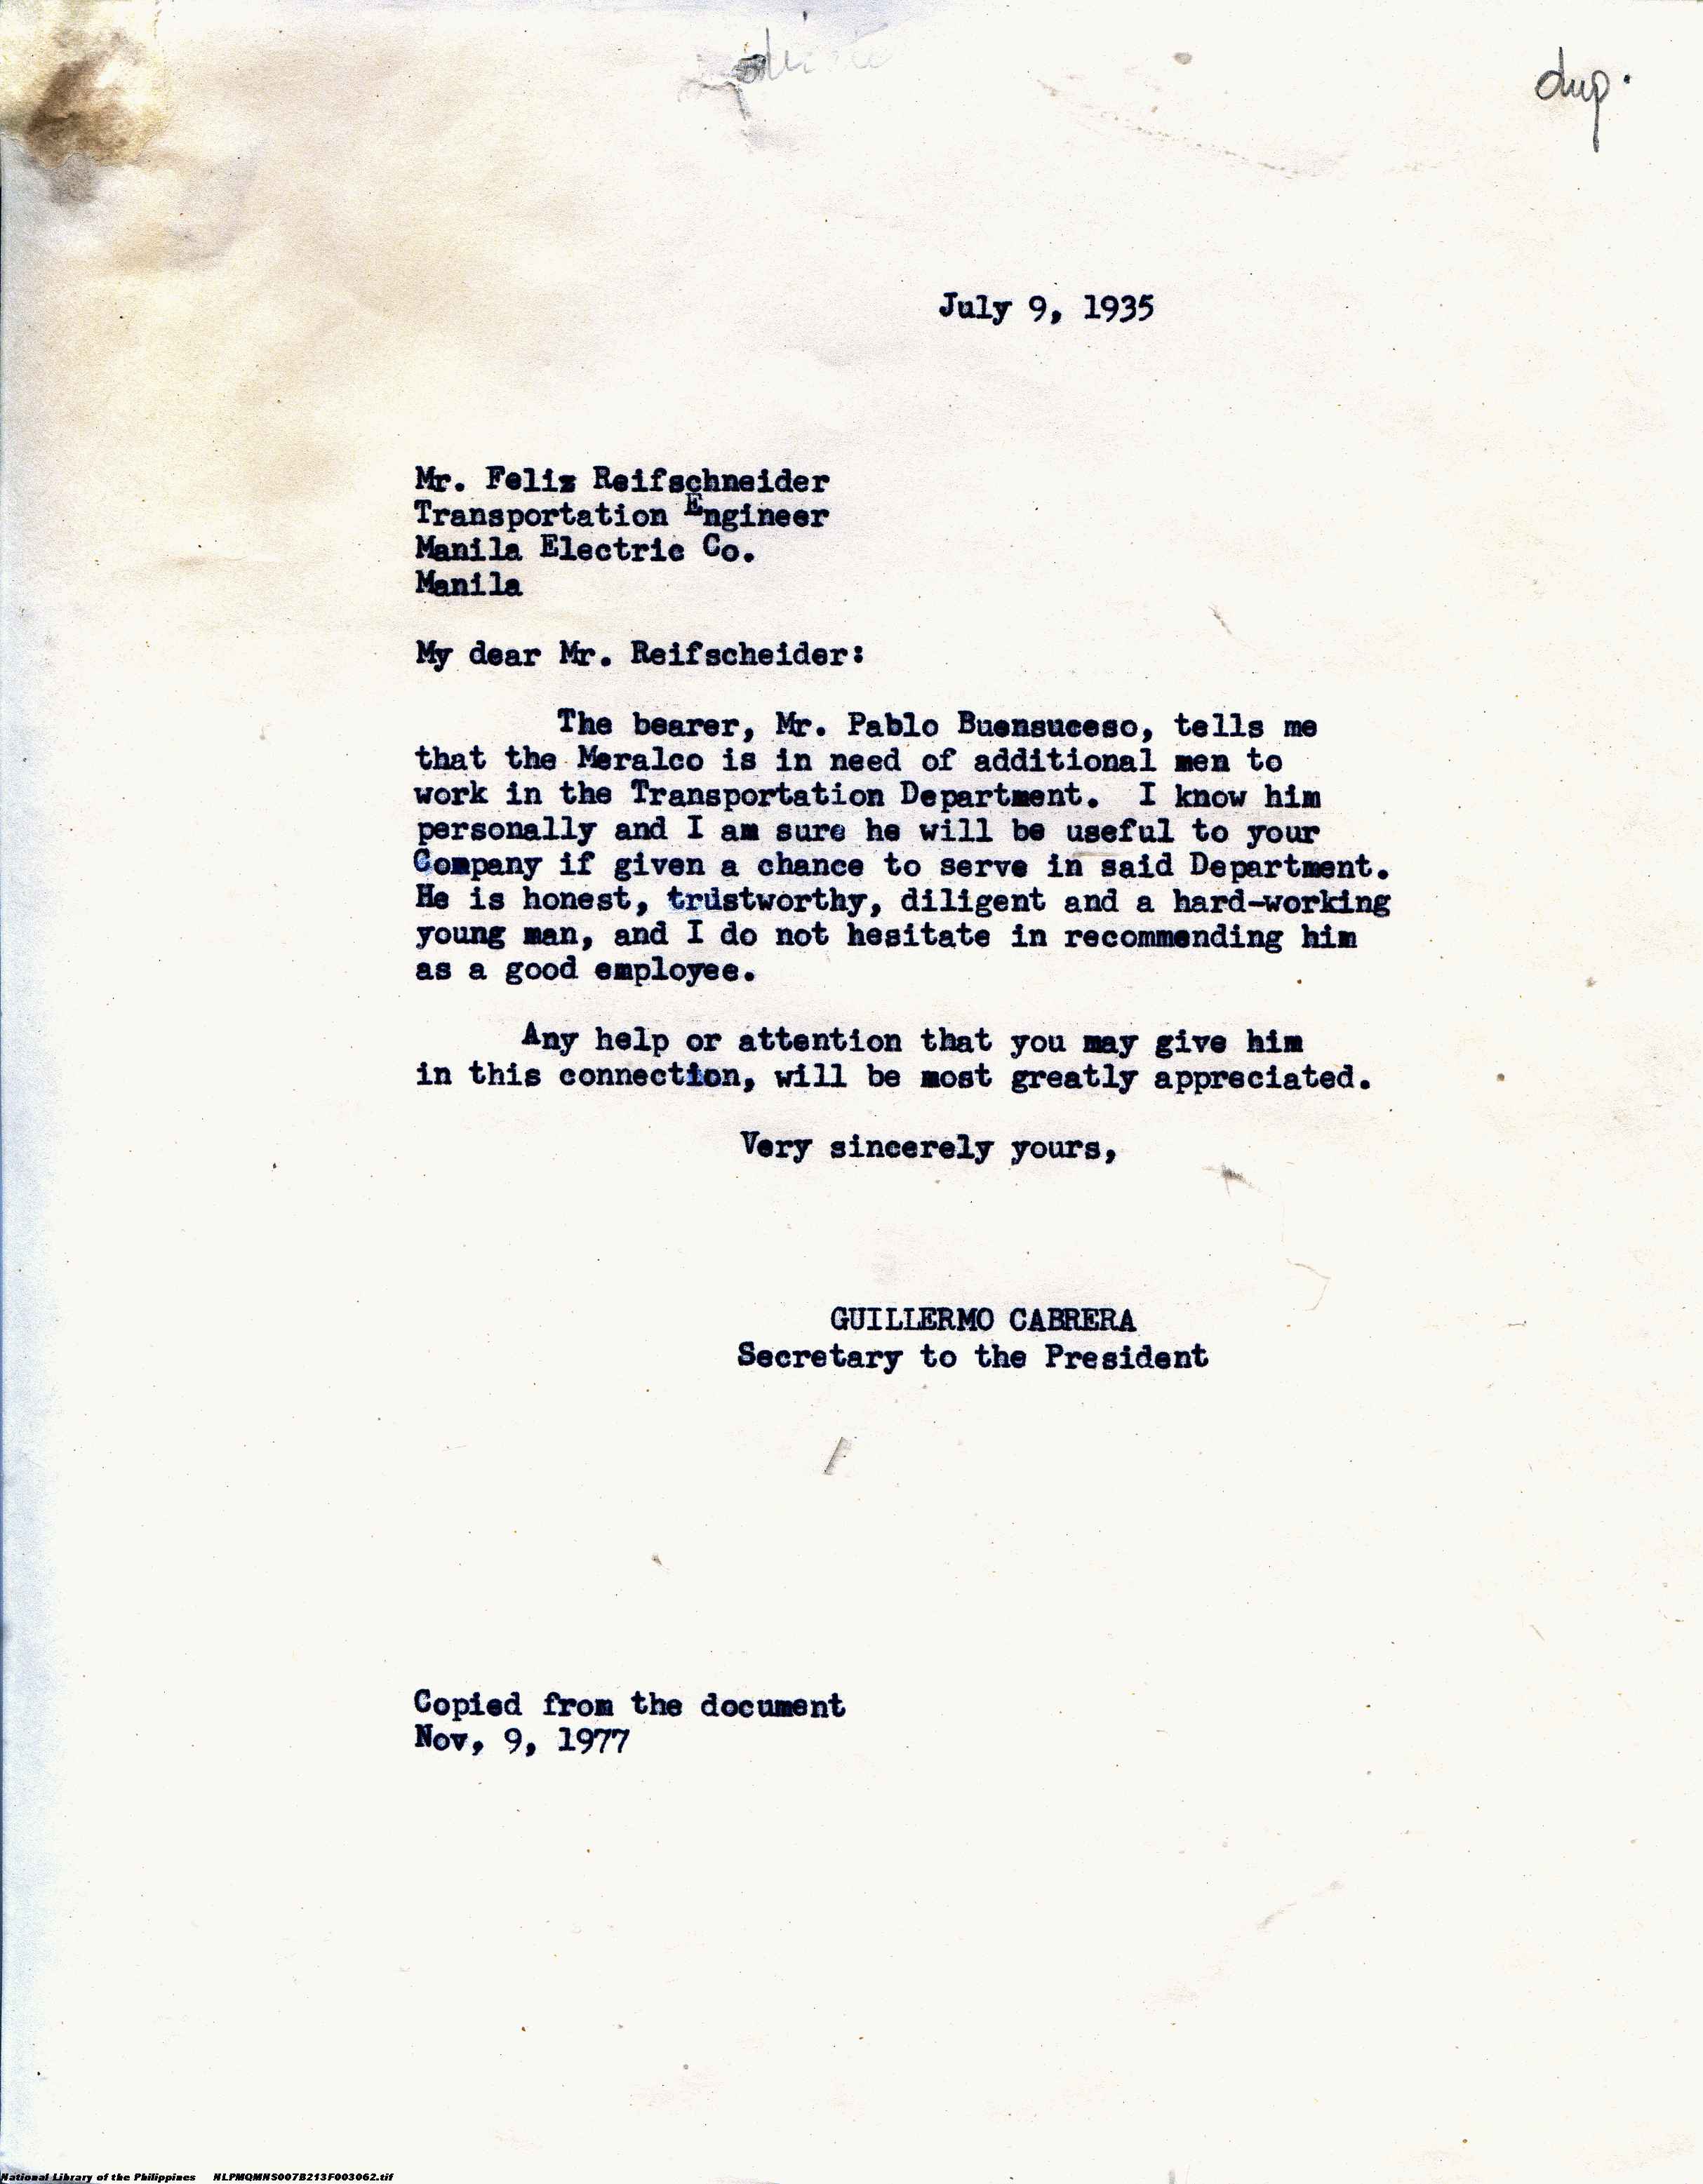 dup.
July 9, 1935
Mr. Feliz Reifschneider
Transportation Engineer
Manila Electric Co.
Manila
My dear Mr. Reifscheider:
The bearer, Mr. Pablo Buensuceso, tells me
that the Meralco is in need of additional men to
work in the Transportation Department. I know him
personally and I am sure he will be useful to your
Company if given a chance to serve in said Department.
He is honest, trustworthy, diligent and a hard-working
young man, and I do not hesitate in recommending him
as a good employee.
Any help or attention that you may give him
in this connection, will be most greatly appreciated.
Very sincerely yours,
GUILLERMO CABRERA
Secretary to the President
Copied from the document
Nov, 9, 1977
National Library of the Philippines NLPMQMNS007B213F003062.tif